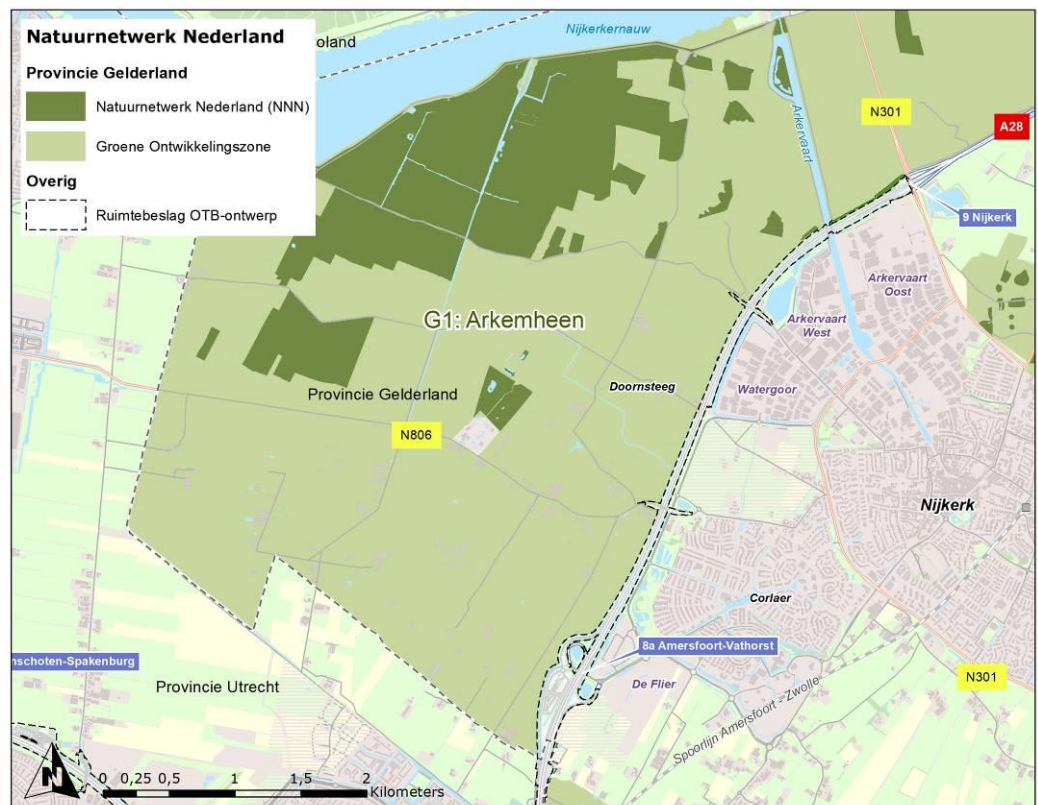 Natuurnetwerk Nederland
Provincie Gelderland
Natuurnetwerk Nederland (NNN)
Groene Ontwikkelingszone
Overig
Ruimtebeslag OTB-ontwerp
oland
Nijkerkernauw
Arkervaart
N301
A28
9 Nijkerk
Arkervaart
Oost
Arkervaart
West
G1: Arkemheen
Doornsteeg
Watergoor
Provincie Gelderland
N806
Nijkerk
Corlaer
8a Amersfoort-Vathorst
nschoten-Spakenburg
Provincie Utrecht
De Flier
N301
Spoorlijn Amersfoort - Zwolle
N
0 0,25 0,5 1 1,5 2
Kilometers